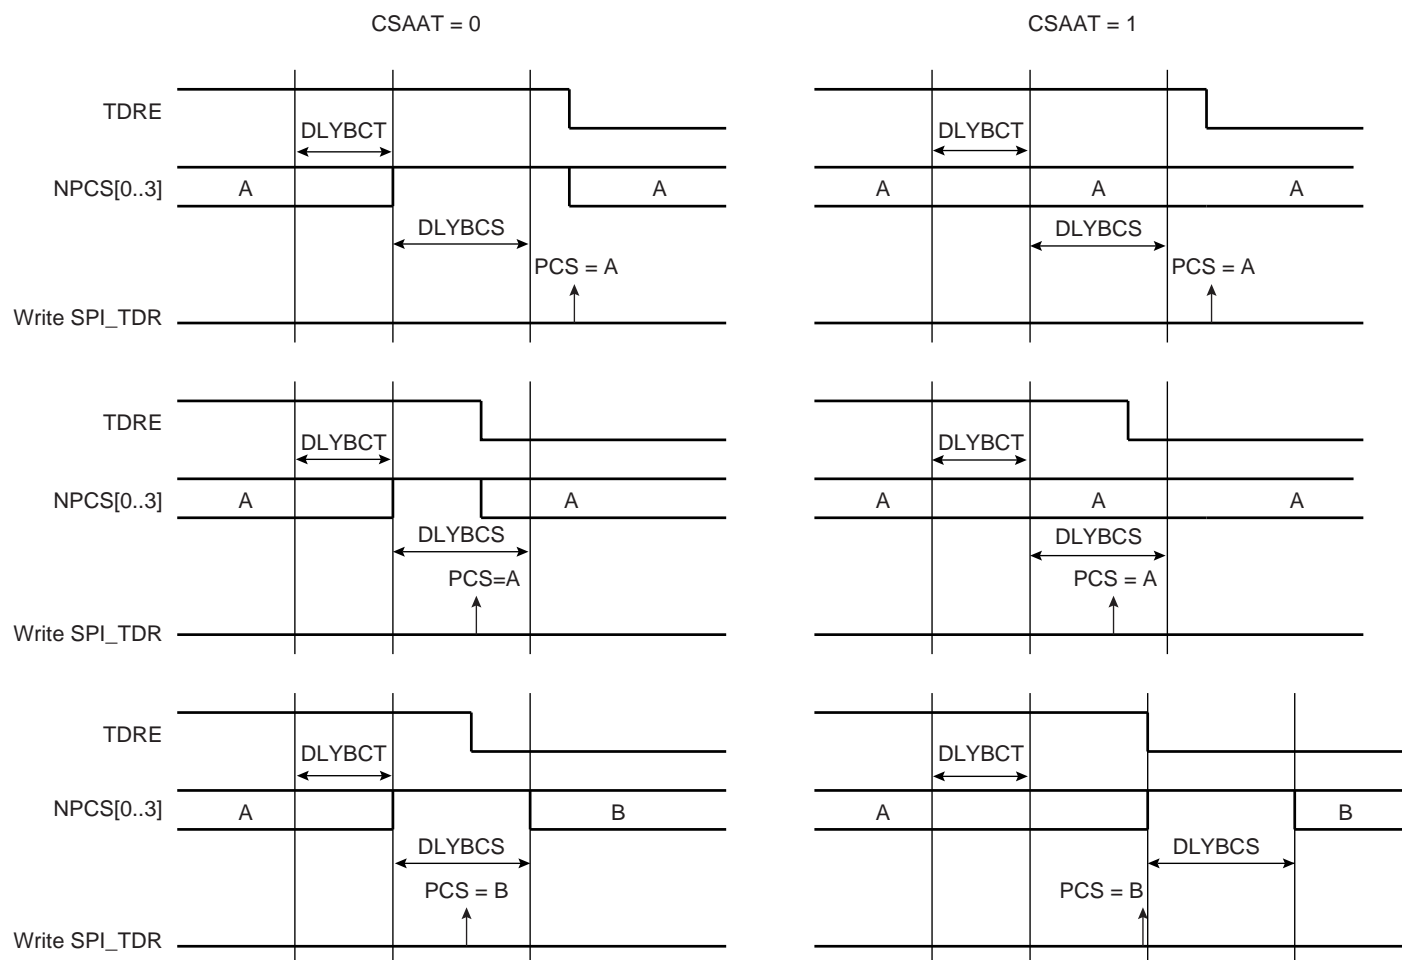 CSAAT = 0
CSAAT = 1
TDRE
DLYBCT
DLYBCT
NPCS[0..3]
A
A
A
A
A
DLYBCS
DLYBCS
PCS = A
PCS = A
Write SPI_TDR
TDRE
DLYBCT
DLYBCT
NPCS[0..3]
A
A
A
A
A
DLYBCS
DLYBCS
PCS=A
PCS = A
Write SPI_TDR
TDRE
DLYBCT
DLYBCT
NPCS[0..3]
A
B
A
B
DLYBCS
DLYBCS
PCS = B
PCS = B
Write SPI_TDR